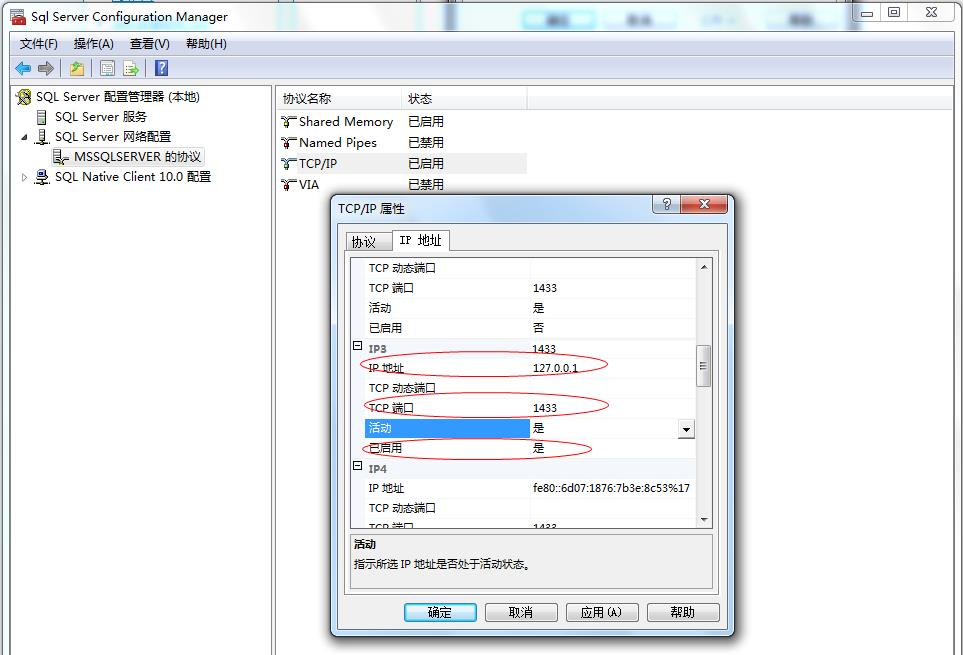 Sql Server Configuration Manager
文件(F) 操作(A) 查看(V) 帮助(H)
SQL Server 配置管理器 (本地)
SQL Server 服务
SQL Server 网络配置
MSSQLSERVER 的协议
SQL Native Client 10.0 配置
协议名称 状态
Shared Memory 已启用
Named Pipes 已禁用
TCP/IP 已启用
VIA 已禁用
TCP/IP 属性
协议 IP 地址
TCP 动态端口
TCP 端口 1433
活动 是
已启用 否
IP3 1433
IP 地址 127.0.0.1
TCP 动态端口
TCP 端口 1433
活动 是
已启用 是
IP4
IP 地址 fe80::6d07:1876:7b3e:8c53%17
TCP 动态端口
TCP 端口 1433
活动
指示所选 IP 地址是否处于活动状态。
确定 取消 应用(A) 帮助